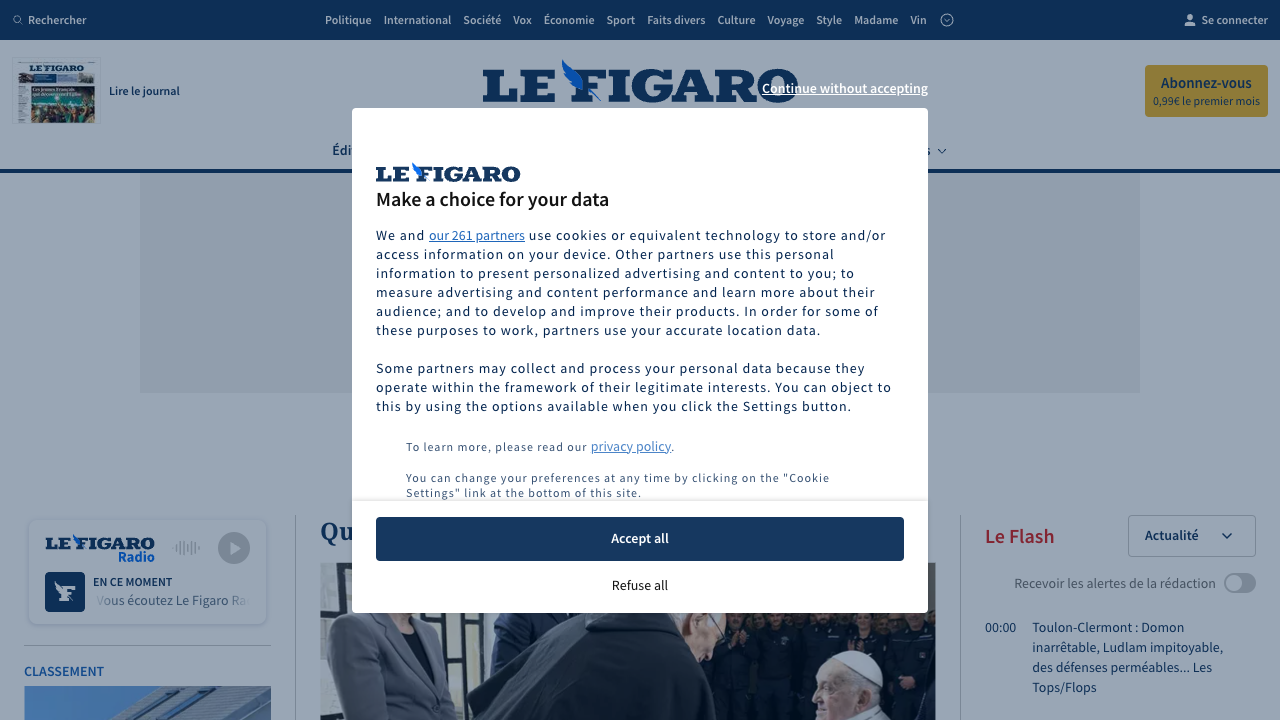 Rechercher
Politique International Société Vox Économie Sport Faits divers Culture Voyage Style Madame Vin
Se connecter
LE FIGARO
Lire le journal
LE FIGARO
Continue without accepting
Abonnez-vous
0,99€ le premier mois
LE FIGARO
Make a choice for your data
We and our 261 partners use cookies or equivalent technology to store and/or
access information on your device. Other partners use this personal
information to present personalized advertising and content to you; to
measure advertising and content performance and learn more about their
audience; and to develop and improve their products. In order for some of
these purposes to work, partners use your accurate location data.
Some partners may collect and process your personal data because they
operate within the framework of their legitimate interests. You can object to
this by using the options available when you click the Settings button.
To learn more, please read our privacy policy.
You can change your preferences at any time by clicking on the "Cookie
Settings" link at the bottom of this site.
Accept all
Refuse all
LE FIGARO
Radio
EN CE MOMENT
Vous écoutez Le Figaro Ra
CLASSEMENT
Qu
Le Flash
Actualité
Recevoir les alertes de la rédaction
00:00 Toulon-Clermont : Domon
inarrêtable, Ludlam impitoyable,
des défenses perméables... Les
Tops/Flops